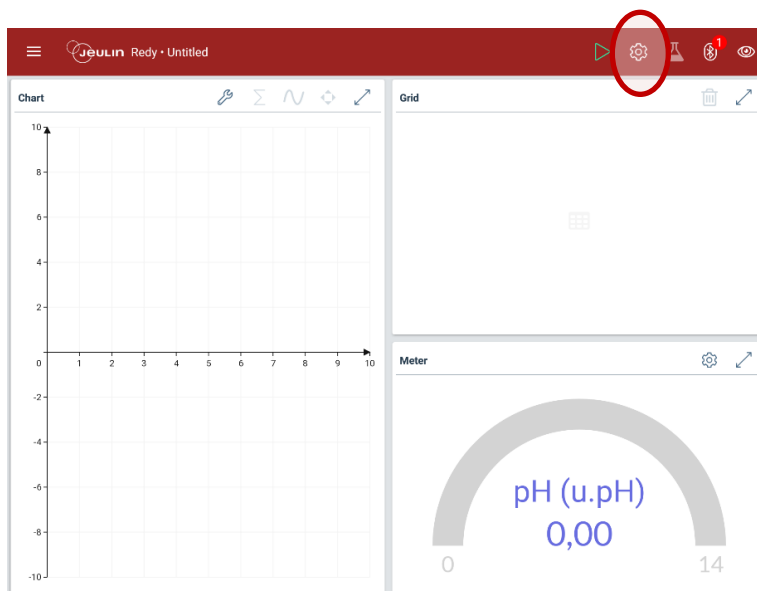 Jeulin Redy • Untitled
1
Chart
10
8
6
4
2
0 1 2 3 4 5 6 7 8 9 10
-2
-4
-6
-8
-10
Grid
Meter
pH (u.pH)
0,00
0 14